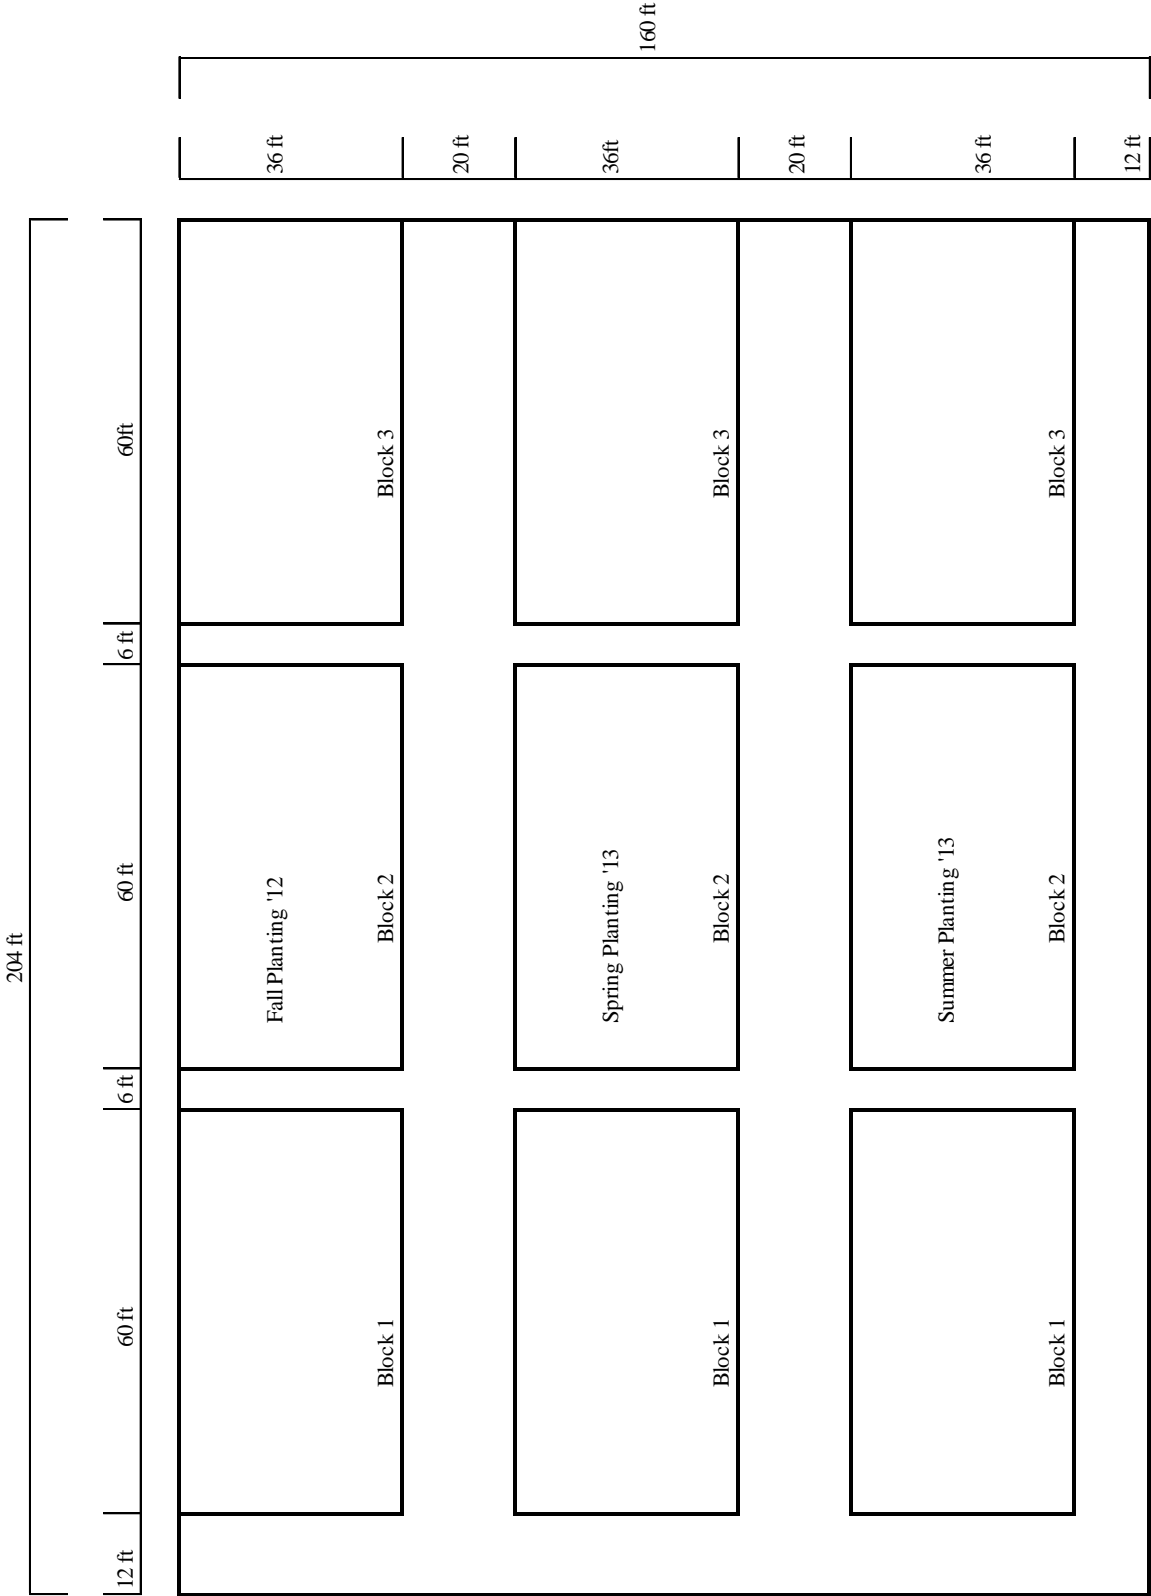 204 ft
12 ft
60 ft
6 ft
60 ft
6 ft
60ft
Fall Planting '12
Block 1
Block 2
Block 3
Spring Planting '13
Block 1
Block 2
Block 3
Summer Planting '13
Block 1
Block 2
Block 3
36 ft
20 ft
36ft
20 ft
36 ft
12 ft
160 ft